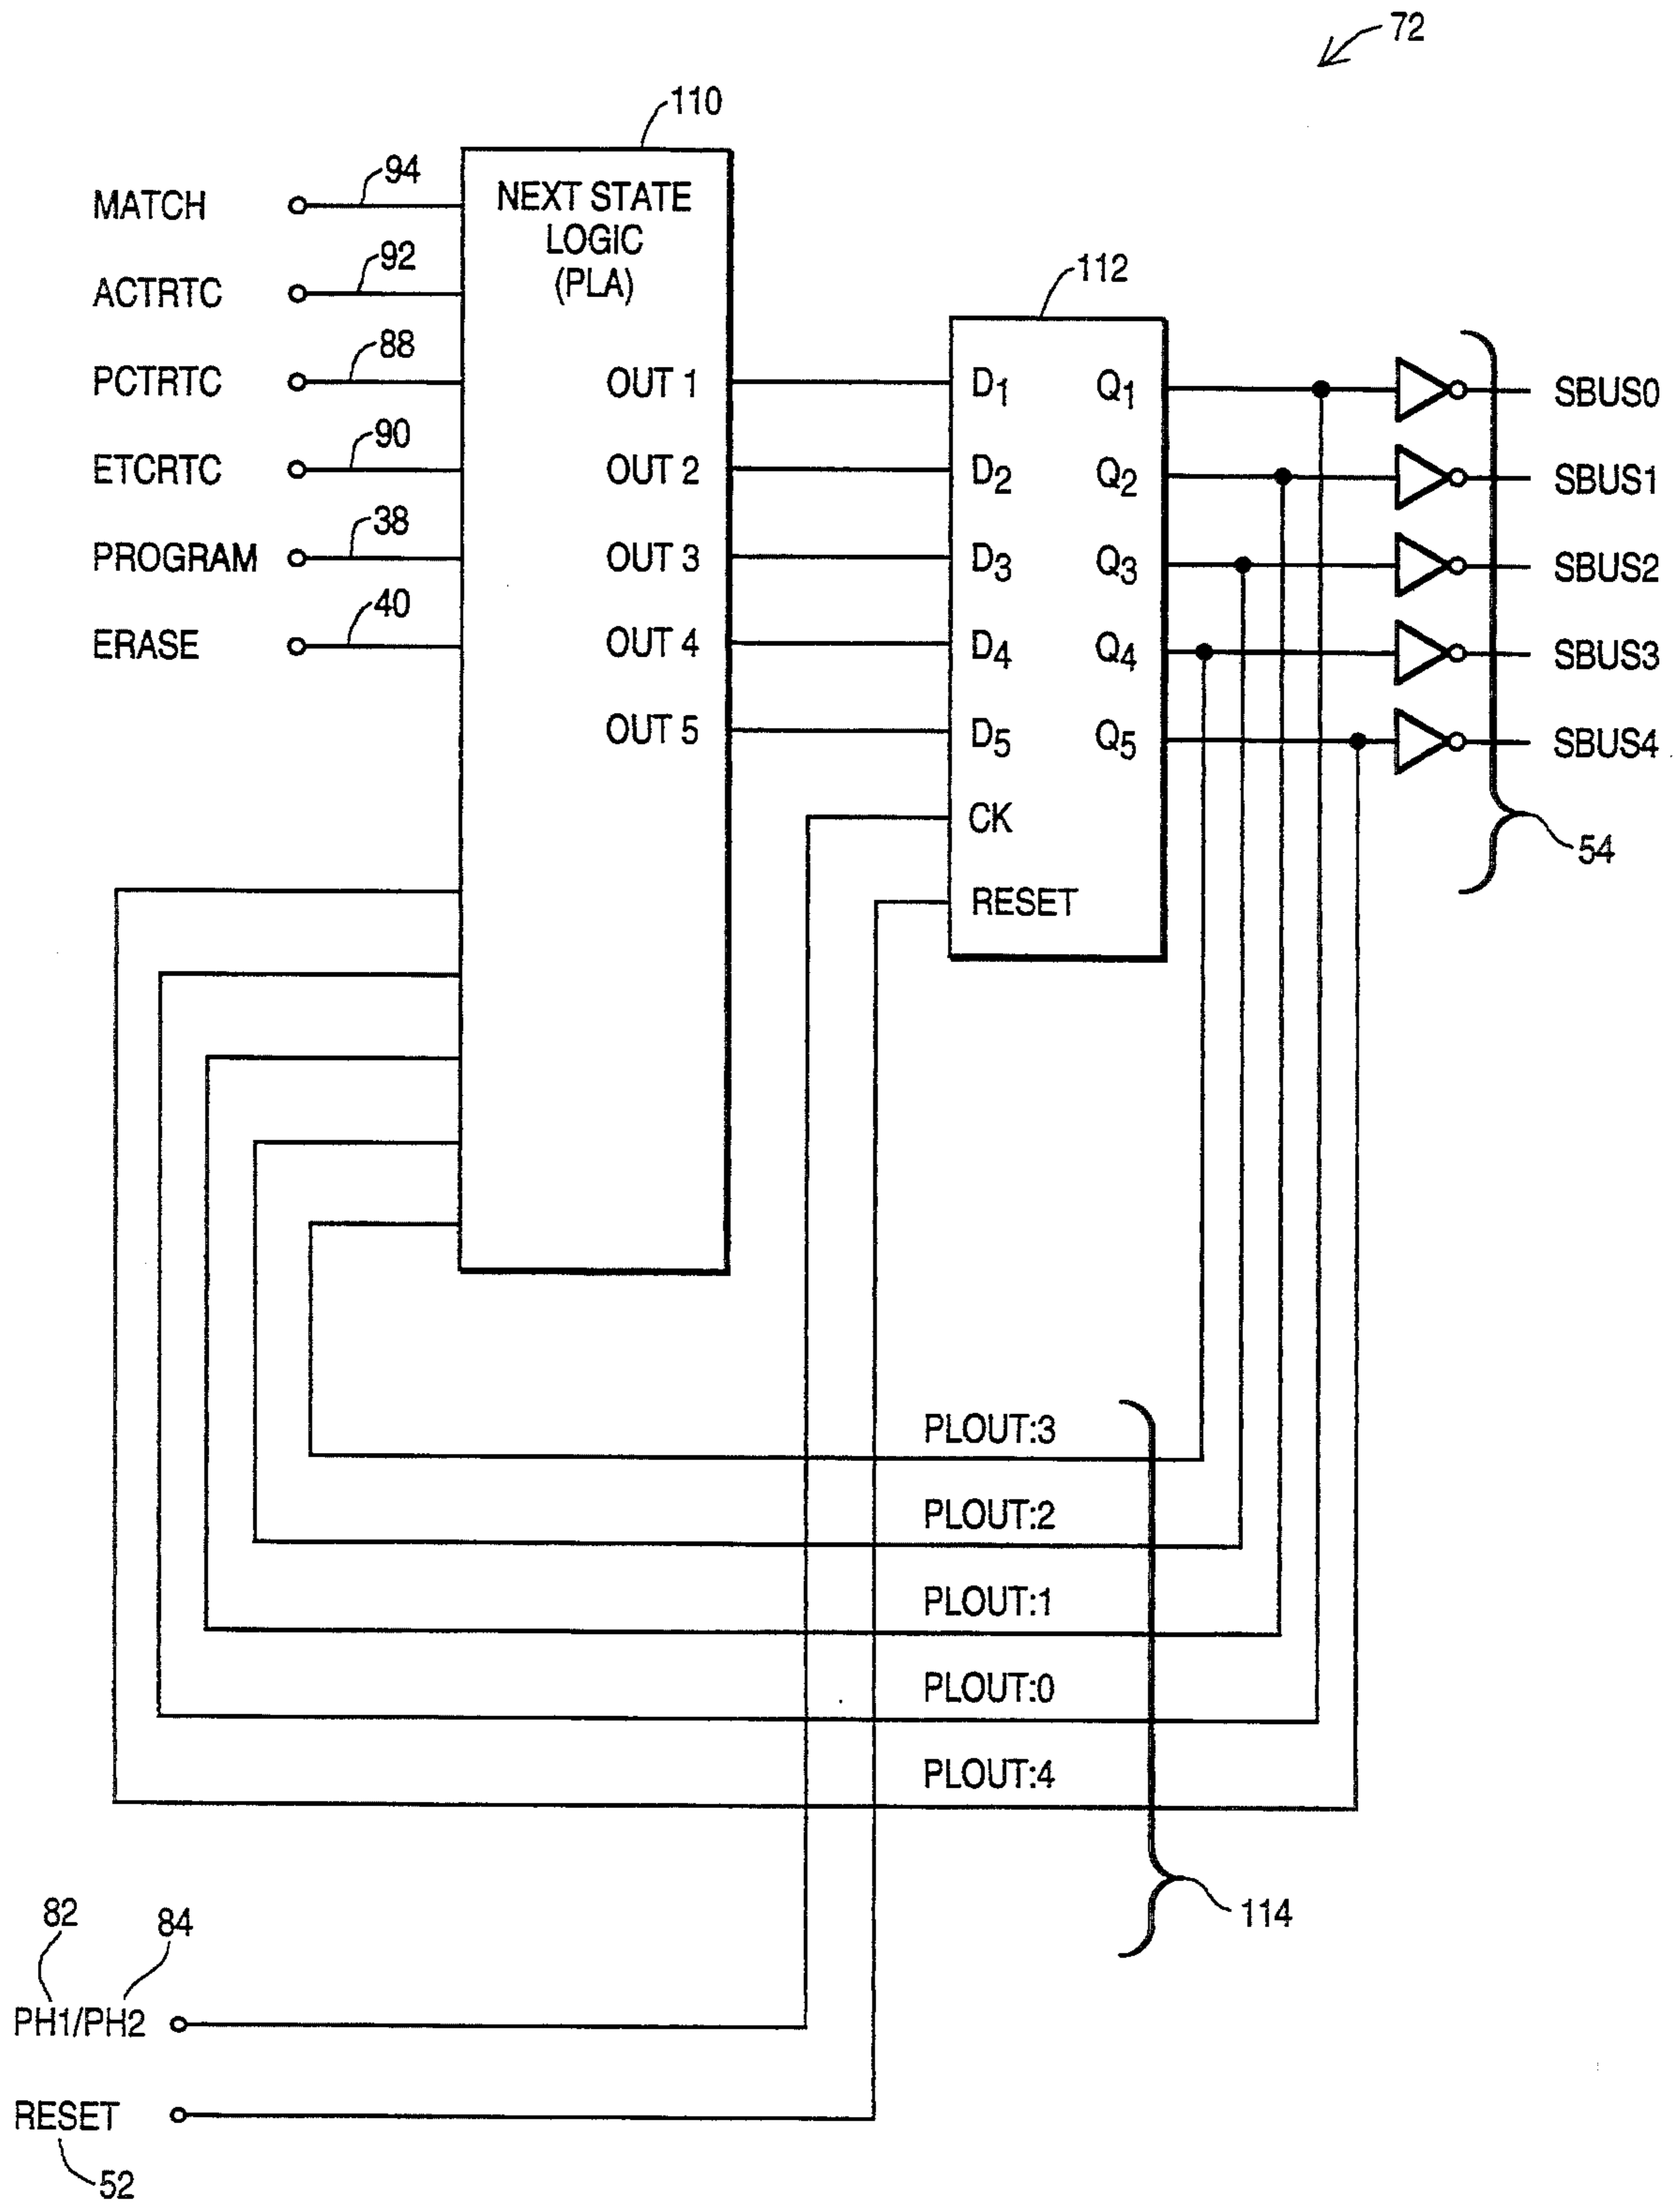 72
110
94
MATCH
NEXT STATE
LOGIC
(PLA)
92
ACTRTC
112
88
PCTRTC
OUT 1
D1
Q1
SBUS0
90
ETCRTC
OUT 2
D2
Q2
SBUS1
38
PROGRAM
OUT 3
D3
Q3
SBUS2
40
ERASE
OUT 4
D4
Q4
SBUS3
OUT 5
D5
Q5
SBUS4
CK
54
RESET
PLOUT:3
PLOUT:2
PLOUT:1
PLOUT:0
PLOUT:4
114
82
84
PH1/PH2
RESET
52